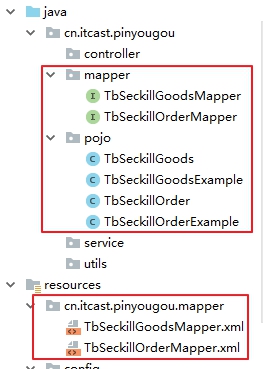 java
cn.itcast.pinyougou
controller
mapper
TbSeckillGoodsMapper
TbSeckillOrderMapper
pojo
TbSeckillGoods
TbSeckillGoodsExample
TbSeckillOrder
TbSeckillOrderExample
service
utils
resources
cn.itcast.pinyougou.mapper
TbSeckillGoodsMapper.xml
TbSeckillOrderMapper.xml
config